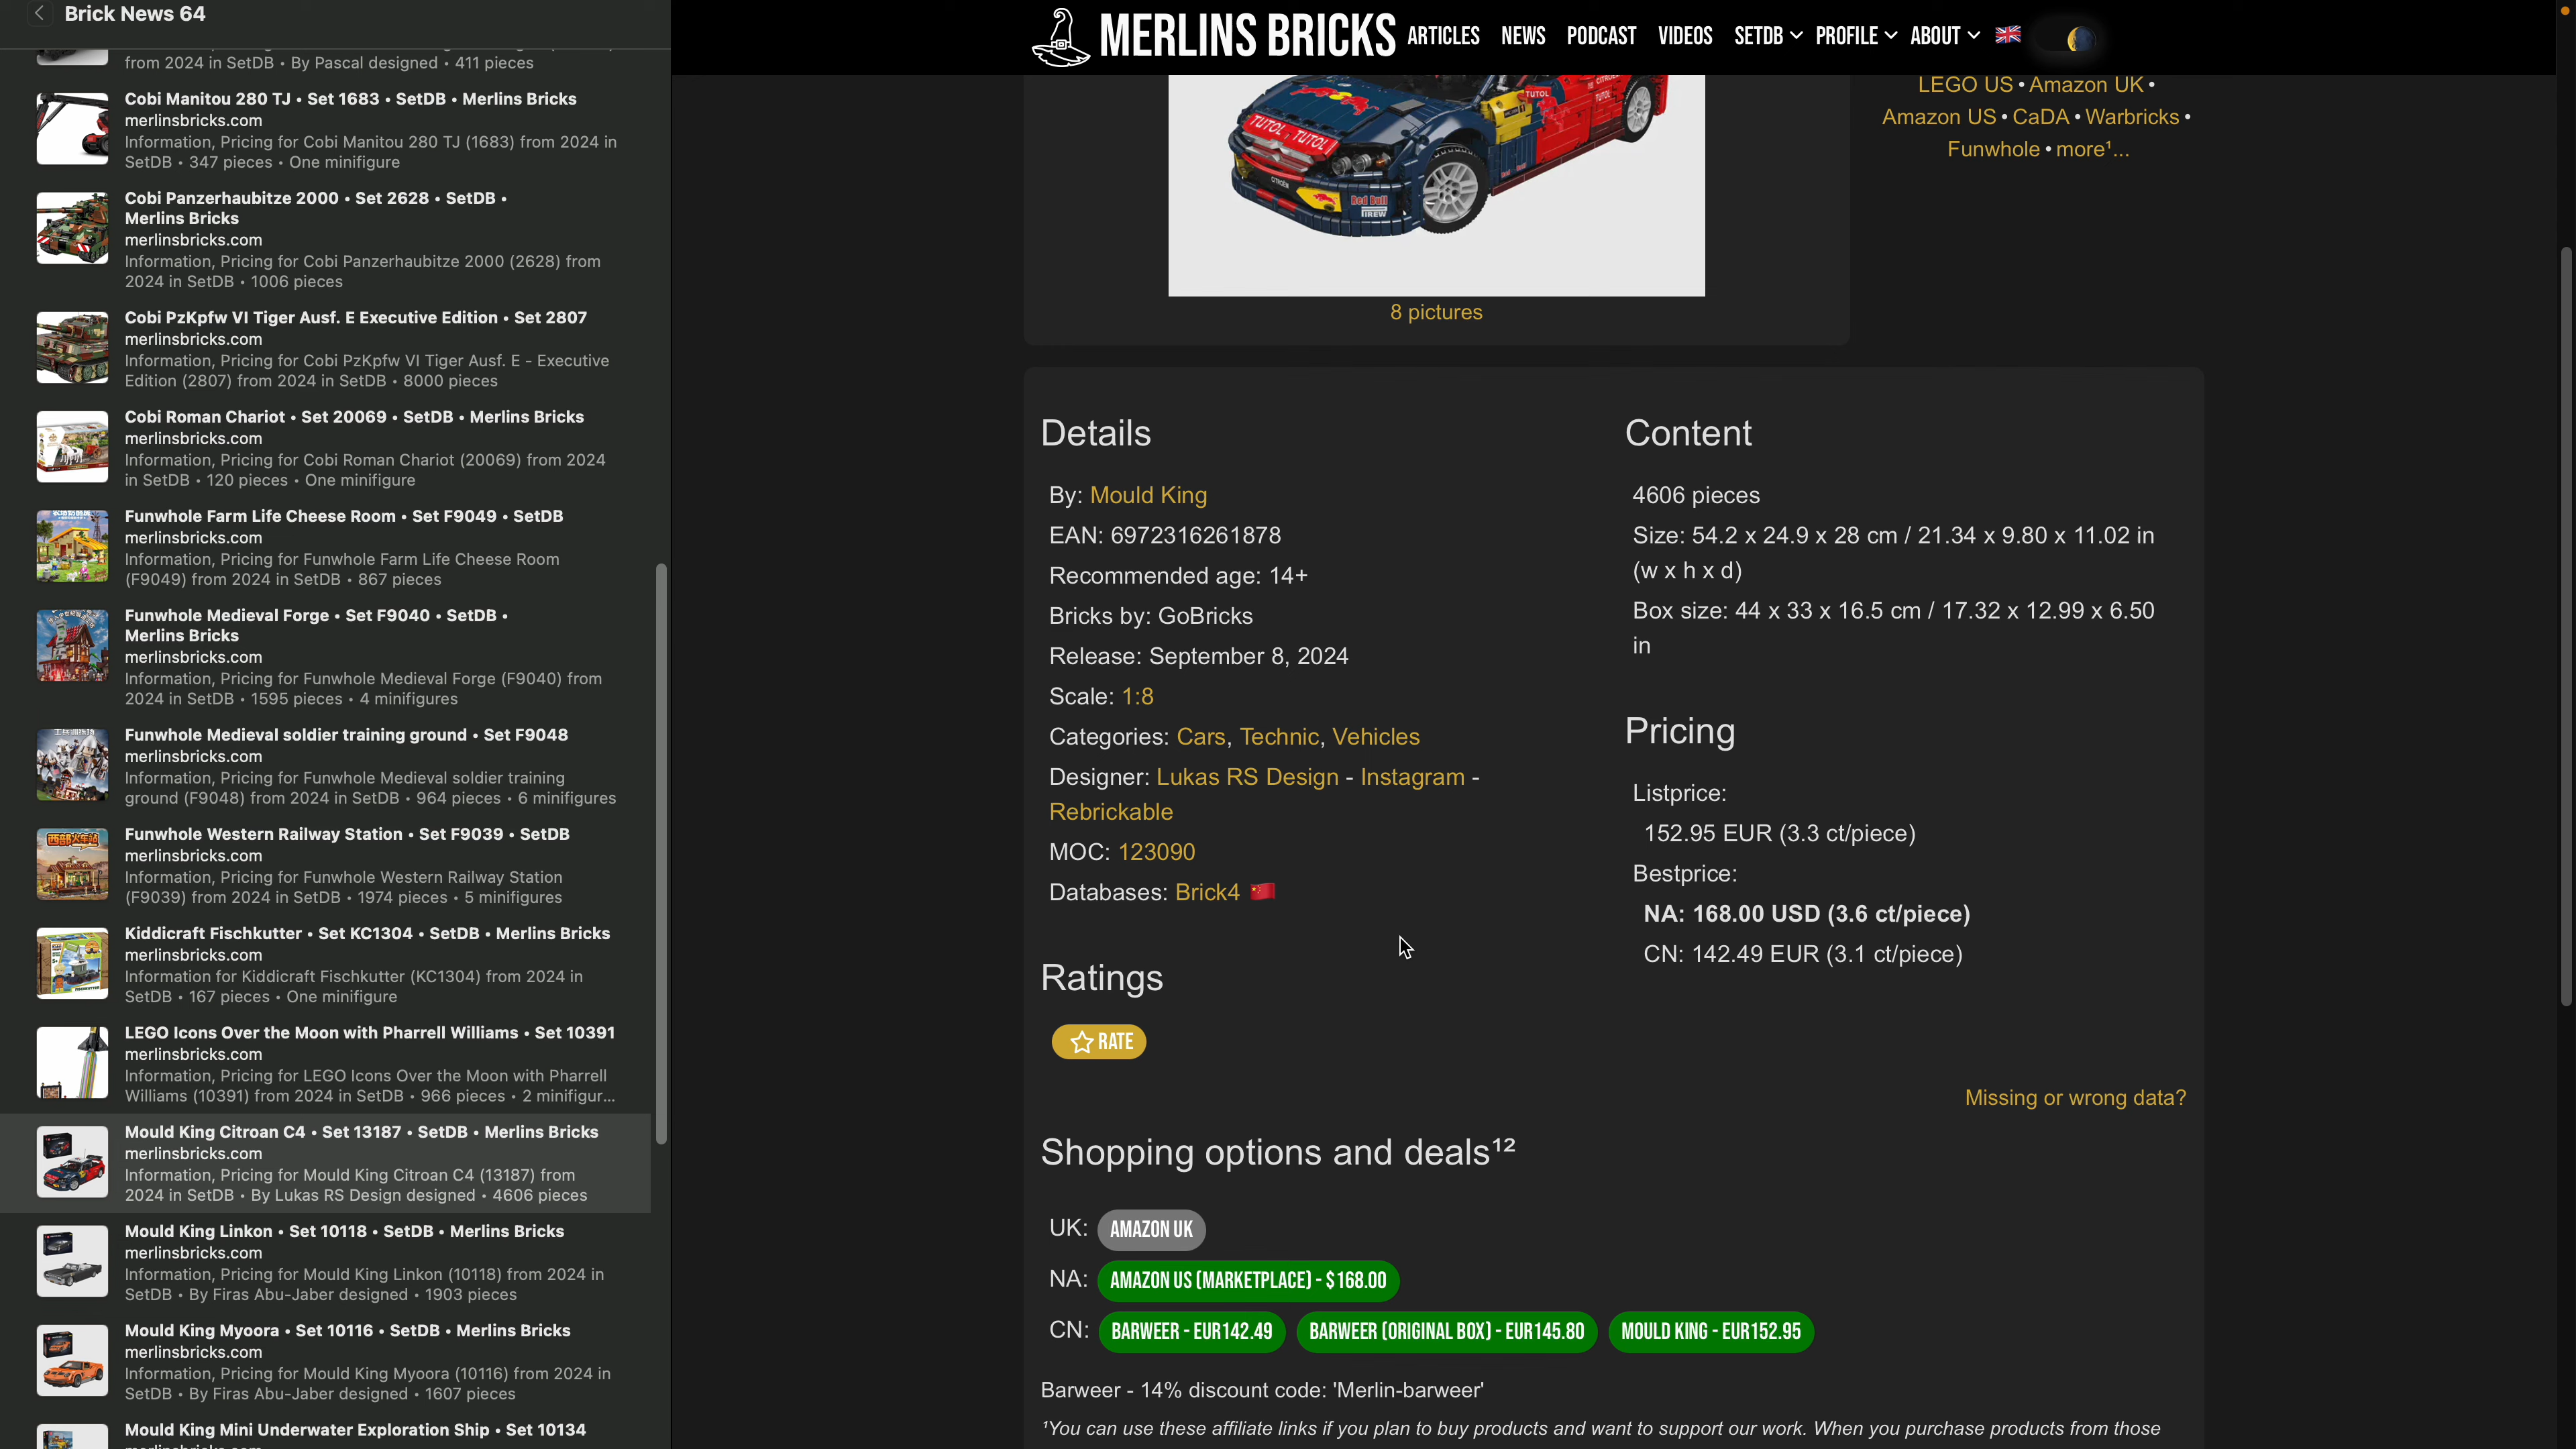 Brick News 64
from 2024 in SetDB • By Pascal designed • 411 pieces
Cobi Manitou 280 TJ • Set 1683 • SetDB • Merlins Bricks
merlinsbricks.com
Information, Pricing for Cobi Manitou 280 TJ (1683) from 2024 in
SetDB • 347 pieces • One minifigure
Cobi Panzerhaubitze 2000 • Set 2628 • SetDB •
Merlins Bricks
merlinsbricks.com
Information, Pricing for Cobi Panzerhaubitze 2000 (2628) from
2024 in SetDB • 1006 pieces
Cobi PzKpfw VI Tiger Ausf. E Executive Edition • Set 2807
merlinsbricks.com
Information, Pricing for Cobi PzKpfw VI Tiger Ausf. E - Executive
Edition (2807) from 2024 in SetDB • 8000 pieces
Cobi Roman Chariot • Set 20069 • SetDB • Merlins Bricks
merlinsbricks.com
Information, Pricing for Cobi Roman Chariot (20069) from 2024
in SetDB • 120 pieces • One minifigure
Funwhole Farm Life Cheese Room • Set F9049 • SetDB
merlinsbricks.com
Information, Pricing for Funwhole Farm Life Cheese Room
(F9049) from 2024 in SetDB • 867 pieces
Funwhole Medieval Forge • Set F9040 • SetDB •
Merlins Bricks
merlinsbricks.com
Information, Pricing for Funwhole Medieval Forge (F9040) from
2024 in SetDB • 1595 pieces • 4 minifigures
Funwhole Medieval soldier training ground • Set F9048
merlinsbricks.com
Information, Pricing for Funwhole Medieval soldier training
ground (F9048) from 2024 in SetDB • 964 pieces • 6 minifigures
Funwhole Western Railway Station • Set F9039 • SetDB
merlinsbricks.com
Information, Pricing for Funwhole Western Railway Station
(F9039) from 2024 in SetDB • 1974 pieces • 5 minifigures
Kiddicraft Fischkutter • Set KC1304 • SetDB • Merlins Bricks
merlinsbricks.com
Information for Kiddicraft Fischkutter (KC1304) from 2024 in
SetDB • 167 pieces • One minifigure
LEGO Icons Over the Moon with Pharrell Williams • Set 10391
merlinsbricks.com
Information, Pricing for LEGO Icons Over the Moon with Pharrell
Williams (10391) from 2024 in SetDB • 966 pieces • 2 minifigur...
Mould King Citroan C4 • Set 13187 • SetDB • Merlins Bricks
merlinsbricks.com
Information, Pricing for Mould King Citroan C4 (13187) from
2024 in SetDB • By Lukas RS Design designed • 4606 pieces
Mould King Linkon • Set 10118 • SetDB • Merlins Bricks
merlinsbricks.com
Information, Pricing for Mould King Linkon (10118) from 2024 in
SetDB • By Firas Abu-Jaber designed • 1903 pieces
Mould King Myoora • Set 10116 • SetDB • Merlins Bricks
merlinsbricks.com
Information, Pricing for Mould King Myoora (10116) from 2024 in
SetDB • By Firas Abu-Jaber designed • 1607 pieces
Mould King Mini Underwater Exploration Ship • Set 10134
MERLINS BRICKS ARTICLES NEWS PODCAST VIDEOS SETDB PROFILE ABOUT
TUTOL
TUTOL ; TUTOL !
CITROËN
Red Bull
TIREW
8 pictures
LEGO US • Amazon UK •
Amazon US • CaDA • Warbricks •
Funwhole • more¹...
Details
By: Mould King
EAN: 6972316261878
Recommended age: 14+
Bricks by: GoBricks
Release: September 8, 2024
Scale: 1:8
Categories: Cars, Technic, Vehicles
Designer: Lukas RS Design - Instagram -
Rebrickable
MOC: 123090
Databases: Brick4
Ratings
RATE
Content
4606 pieces
Size: 54.2 x 24.9 x 28 cm / 21.34 x 9.80 x 11.02 in
(w x h x d)
Box size: 44 x 33 x 16.5 cm / 17.32 x 12.99 x 6.50
in
Pricing
Listprice:
152.95 EUR (3.3 ct/piece)
Bestprice:
NA: 168.00 USD (3.6 ct/piece)
CN: 142.49 EUR (3.1 ct/piece)
Missing or wrong data?
Shopping options and deals¹²
UK: AMAZON UK
NA: AMAZON US (MARKETPLACE) - $168.00
CN: BARWEER - EUR142.49 BARWEER (ORIGINAL BOX) - EUR145.80 MOULD KING - EUR152.95
Barweer - 14% discount code: 'Merlin-barweer'
¹You can use these affiliate links if you plan to buy products and want to support our work. When you purchase products from those